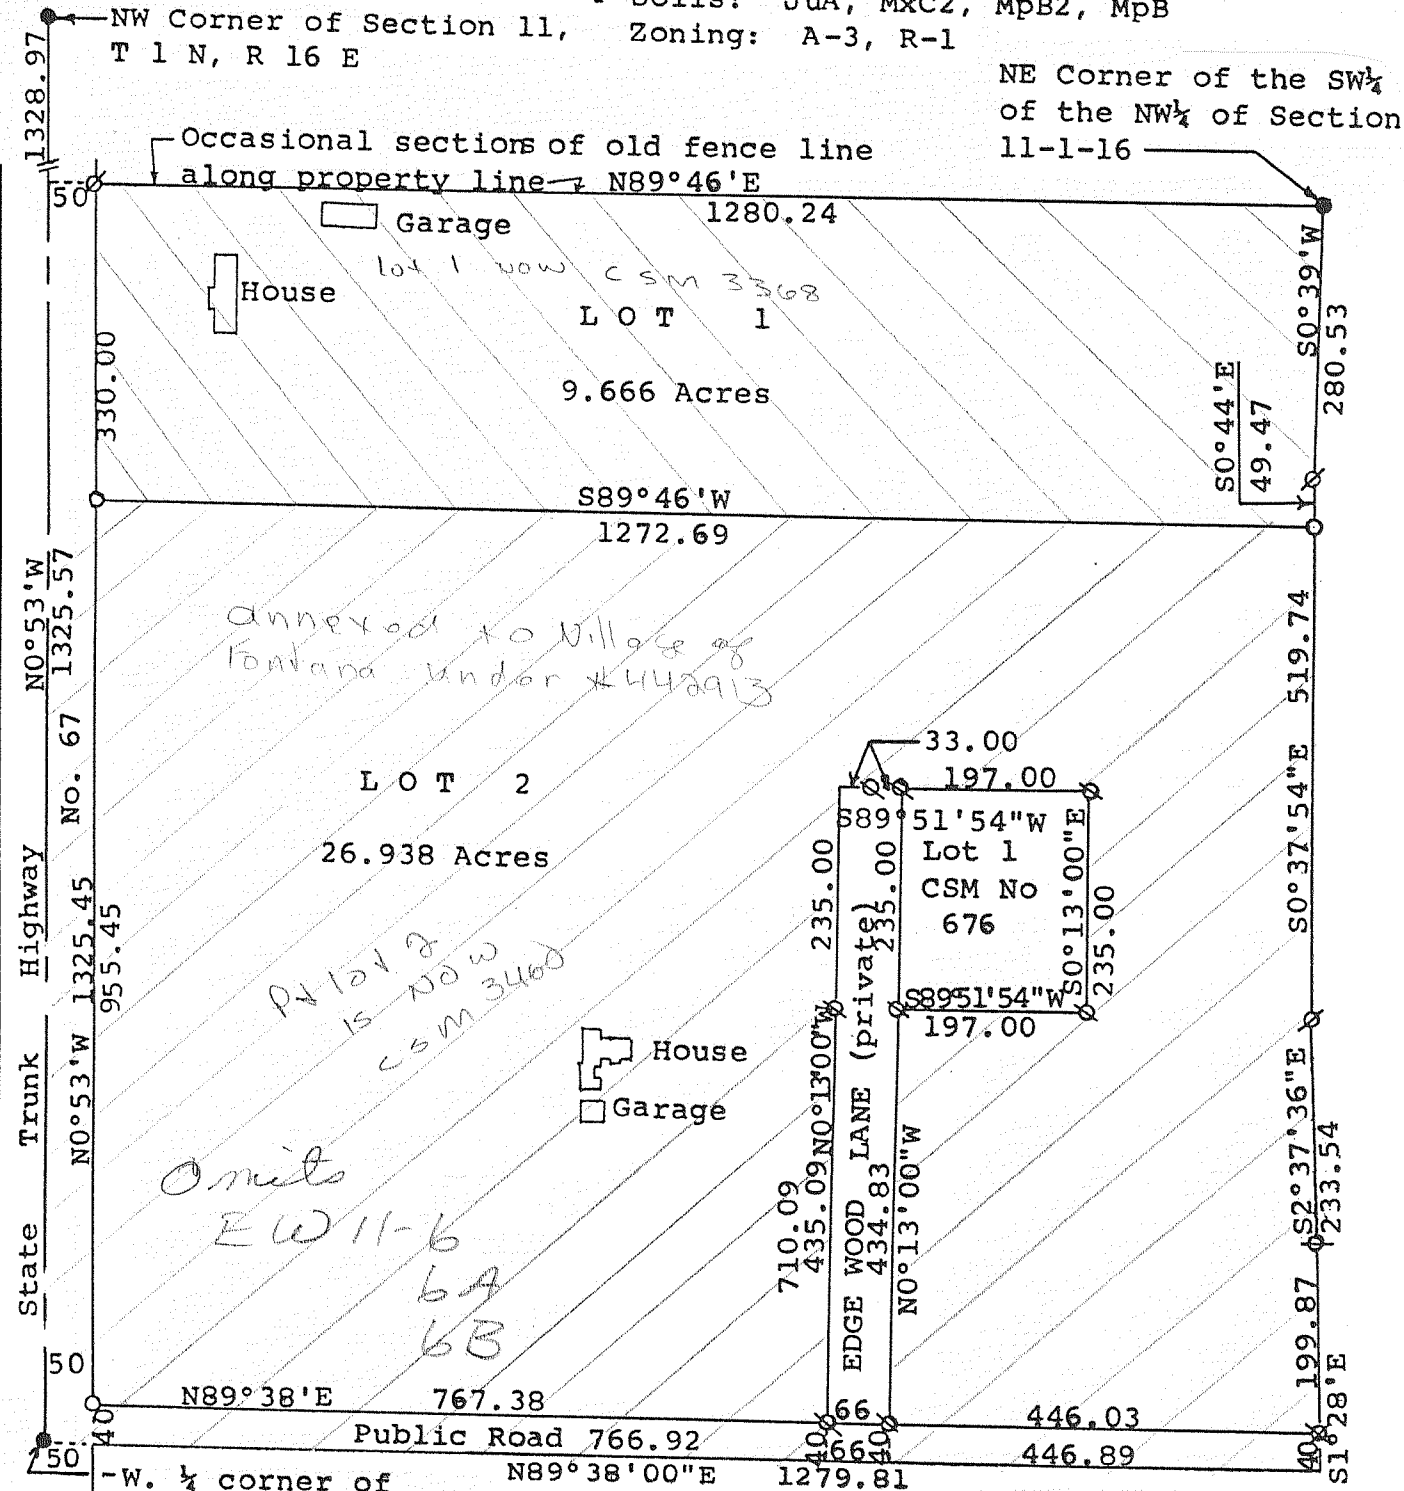 Soils: JuA, MxC2, MpB2, MpB
NW Corner of Section 11,
T 1 N, R 16 E
Zoning: A-3, R-1
1328.97
NE Corner of the SW¼
of the NW¼ of Section
11-1-16
Occasional sections of old fence line
along property line
N89°46'E
1280.24
50
Garage
lot 1 now CSM 3368
House
LOT 1
9.666 Acres
330.00
S0°39'W
280.53
S0°44'E
49.47
S89°46'W
1272.69
N0°53'W
1325.57
annexed to Village of
Fontana under #442913
519.74
S0°37'54"E
State Trunk Highway No. 67
LOT 2
26.938 Acres
33.00
197.00
S89°51'54"W
Lot 1
CSM No
676
235.00
235.00
S0°13'00"E
235.00
S89°51'54"W
197.00
N0°53'W 1325.45
955.45
Pt lot 2
is NOW
CSM 3460
House
Garage
N0°13'00"W
435.09
710.09
EDGE WOOD LANE (private)
434.83
N0°13'00"W
S2°37'36"E
233.54
Omits
EW 11-6
6A
6B
199.87
S1°28'E
50
N89°38'E
767.38
66
446.03
40
Public Road
766.92
40
66
40
446.89
40
50
W. ¼ corner of
N89°38'00"E
1279.81